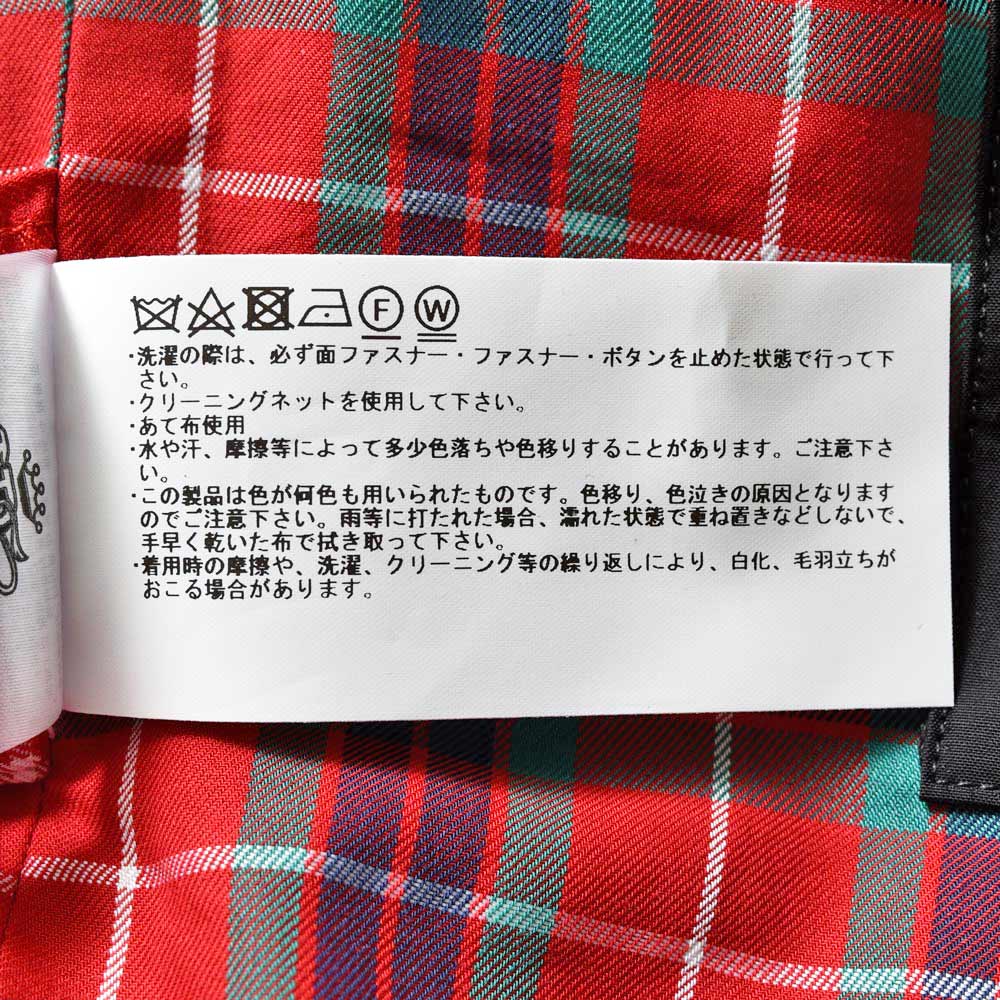 F W
・洗濯の際は、必ず面ファスナー・ファスナー・ボタンを止めた状態で行って下
さい。
・クリーニングネットを使用して下さい。
・あて布使用
・水や汗、摩擦等によって多少色落ちや色移りすることがあります。ご注意下さ
い。
・この製品は色が何色も用いられたものです。色移り、色泣きの原因となります
のでご注意下さい。雨等に打たれた場合、濡れた状態で重ね置きなどしないで、
手早く乾いた布で拭き取って下さい。
・着用時の摩擦や、洗濯、クリーニング等の繰り返しにより、白化、毛羽立ちが
おこる場合があります。